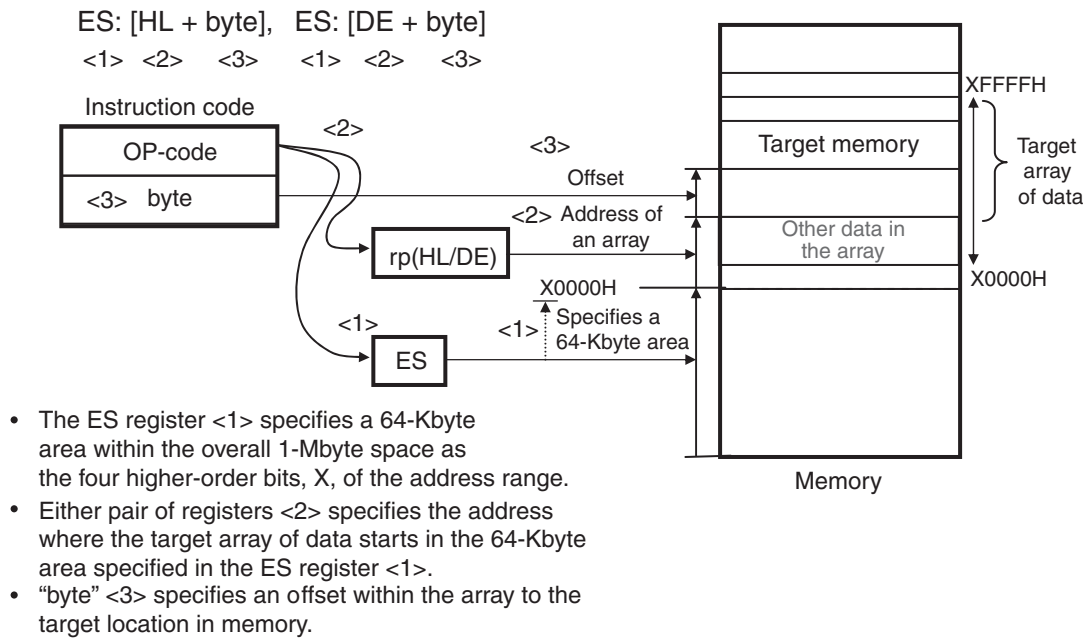 ES: [HL + byte], ES: [DE + byte]
<1> <2> <3> <1> <2> <3>
Instruction code
OP-code
<3> byte
<2>
<3>
Offset
<2> Address of
an array
rp(HL/DE)
X0000H
<1> Specifies a
64-Kbyte area
<1>
ES
XFFFFH
Target memory
Target
array
of data
Other data in
the array
X0000H
Memory
• The ES register <1> specifies a 64-Kbyte
area within the overall 1-Mbyte space as
the four higher-order bits, X, of the address range.
• Either pair of registers <2> specifies the address
where the target array of data starts in the 64-Kbyte
area specified in the ES register <1>.
• “byte” <3> specifies an offset within the array to the
target location in memory.